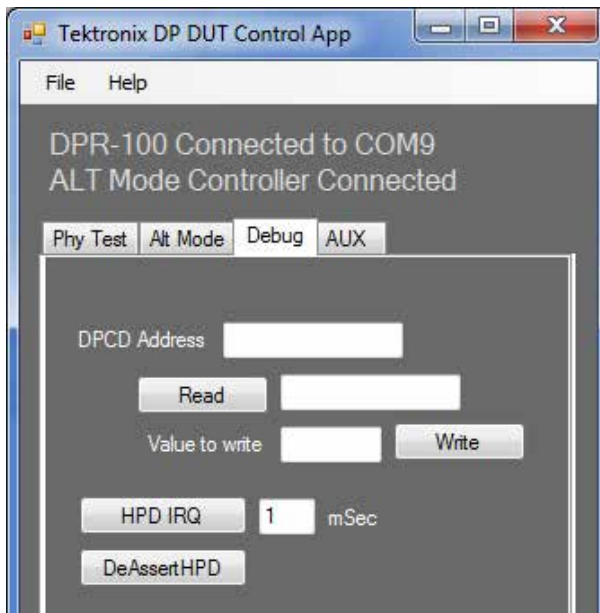 Tektronix DP DUT Control App
File Help
DPR-100 Connected to COM9
ALT Mode Controller Connected
Phy Test Alt Mode Debug AUX
DPCD Address
Read
Value to write Write
HPD IRQ 1 mSec
DeAssertHPD